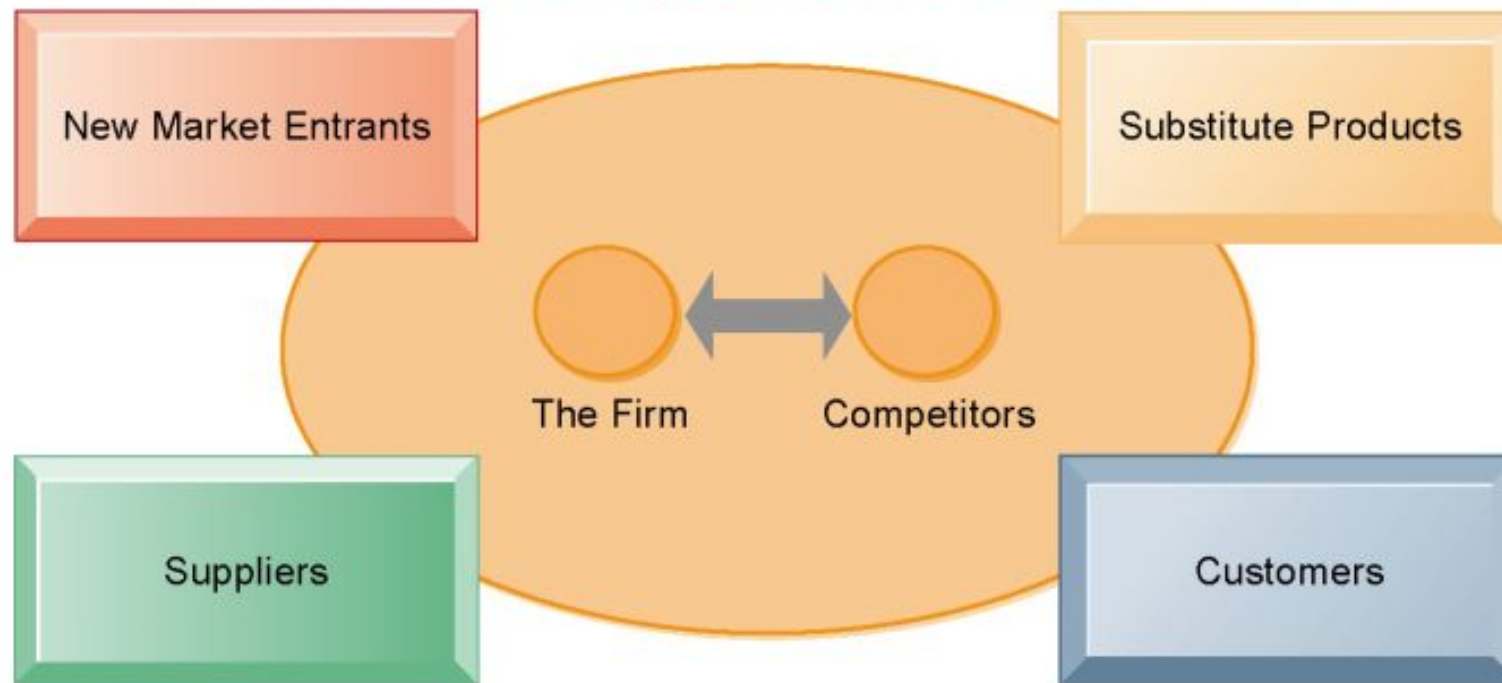 New Market Entrants
Substitute Products
The Firm
Competitors
Suppliers
Customers